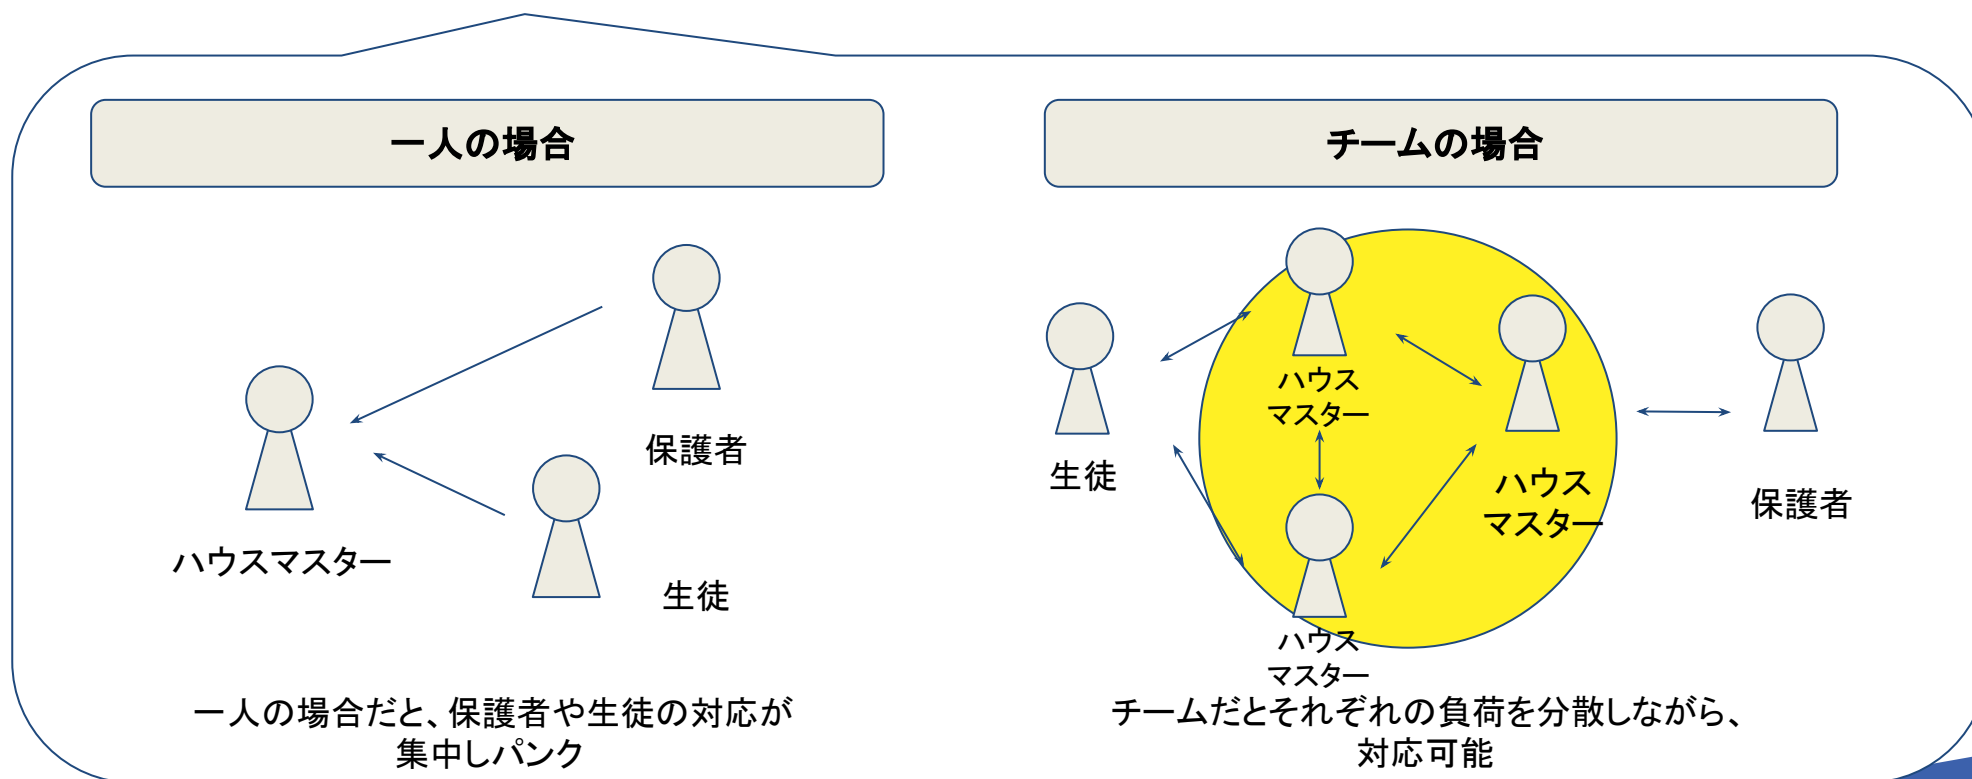 一人の場合
保護者
ハウスマスター
生徒
一人の場合だと、保護者や生徒の対応が
集中しパンク
チームの場合
ハウス
マスター
生徒
ハウス
マスター
保護者
ハウス
マスター
チームだとそれぞれの負荷を分散しながら、
対応可能